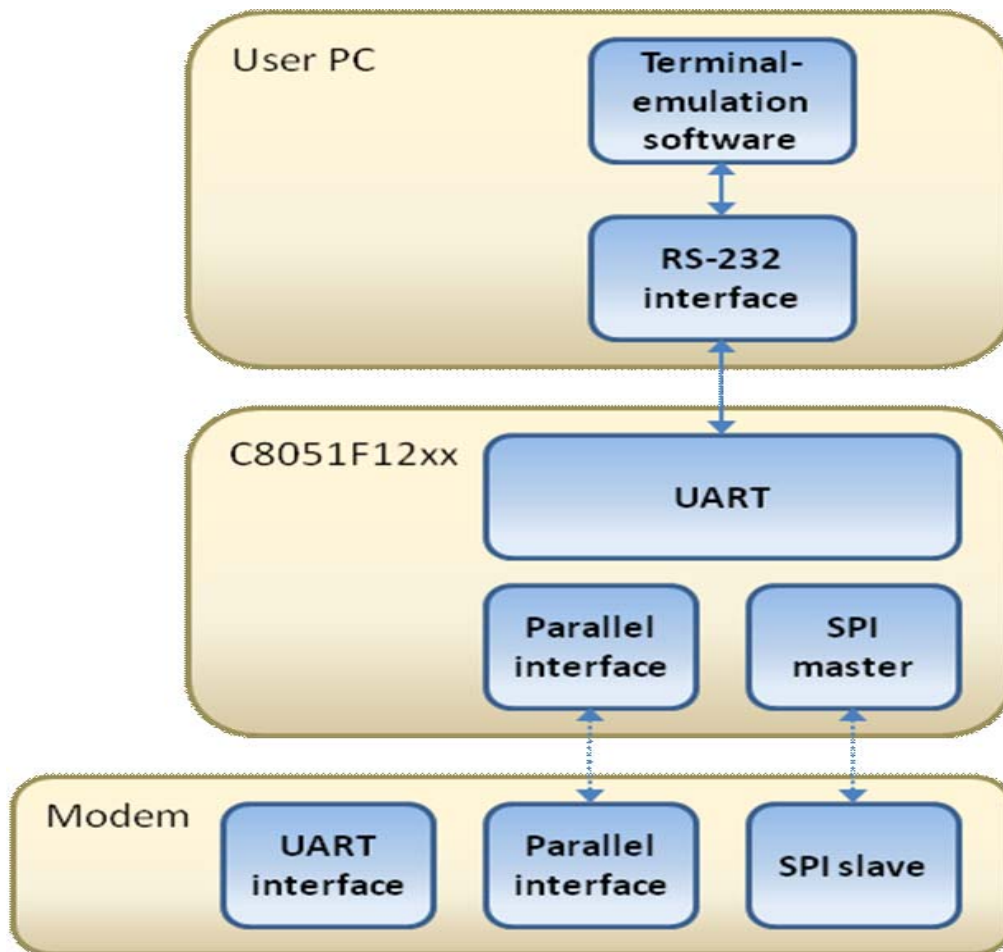 User PC
Terminal-
emulation
software
RS-232
interface
C8051F12xx
UART
Parallel
interface
SPI
master
Modem
UART
interface
Parallel
interface
SPI slave